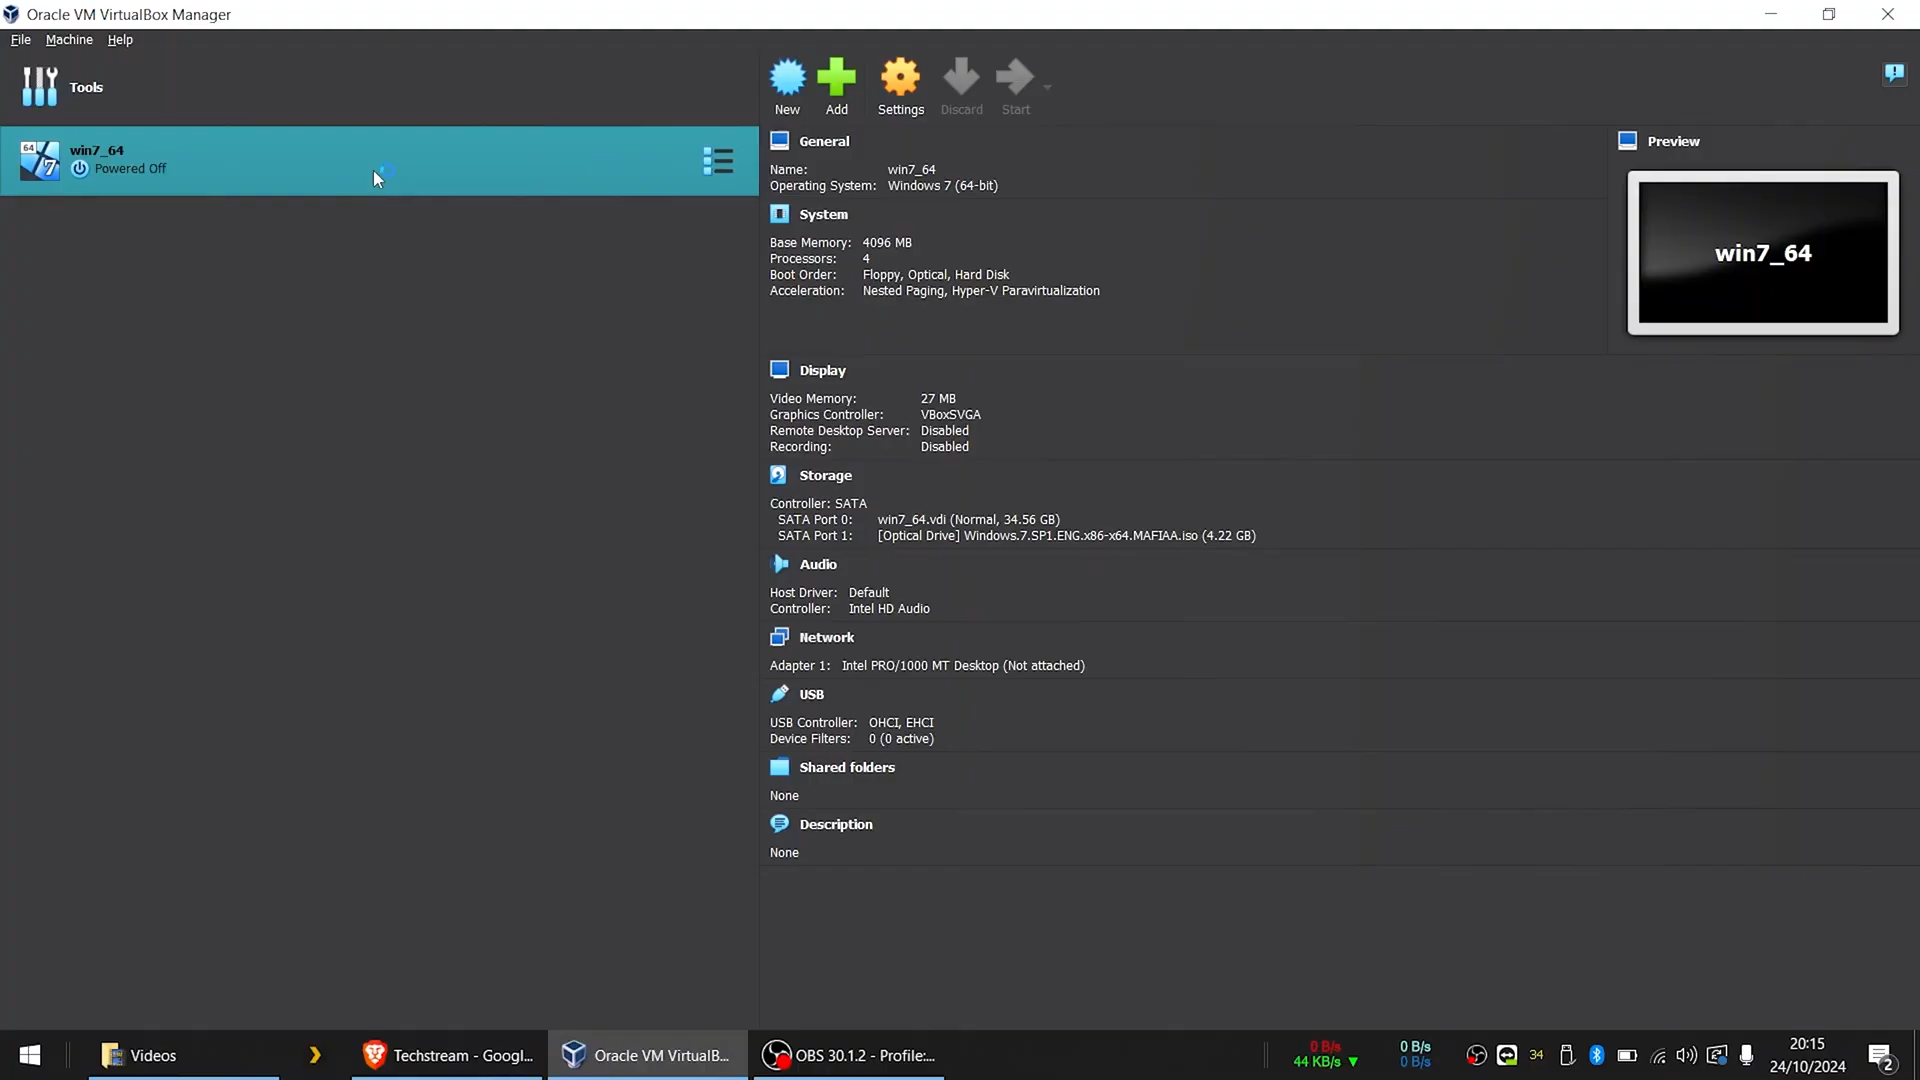 Oracle VM VirtualBox Manager
File Machine Help
Tools
New
Add
Settings
Discard
Start
64
7
win7_64
Powered Off
General
Name: win7_64
Operating System: Windows 7 (64-bit)
System
Base Memory: 4096 MB
Processors: 4
Boot Order: Floppy, Optical, Hard Disk
Acceleration: Nested Paging, Hyper-V Paravirtualization
Preview
win7_64
Display
Video Memory: 27 MB
Graphics Controller: VBoxSVGA
Remote Desktop Server: Disabled
Recording: Disabled
Storage
Controller: SATA
SATA Port 0: win7_64.vdi (Normal, 34.56 GB)
SATA Port 1: [Optical Drive] Windows.7.SP1.ENG.x86-x64.MAFIAA.iso (4.22 GB)
Audio
Host Driver: Default
Controller: Intel HD Audio
Network
Adapter 1: Intel PRO/1000 MT Desktop (Not attached)
USB
USB Controller: OHCI, EHCI
Device Filters: 0 (0 active)
Shared folders
None
Description
None
Videos
Techstream - Googl...
Oracle VM VirtualB...
OBS 30.1.2 - Profile:...
0 B/s
44 KB/s
0 B/s
0 B/s
34
20:15
24/10/2024
2